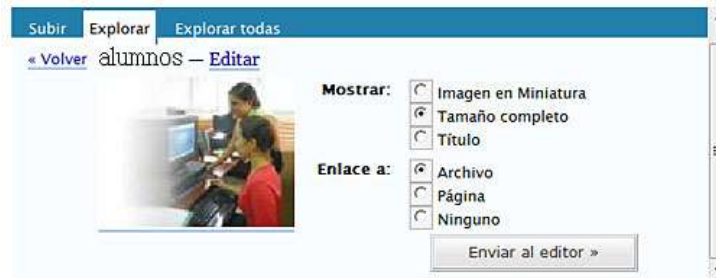 Subir Explorar Explorar todas
« Volver alumnos — Editar
Mostrar: Imagen en Miniatura
Tamaño completo
Título
Enlace a: Archivo
Página
Ninguno
Enviar al editor »